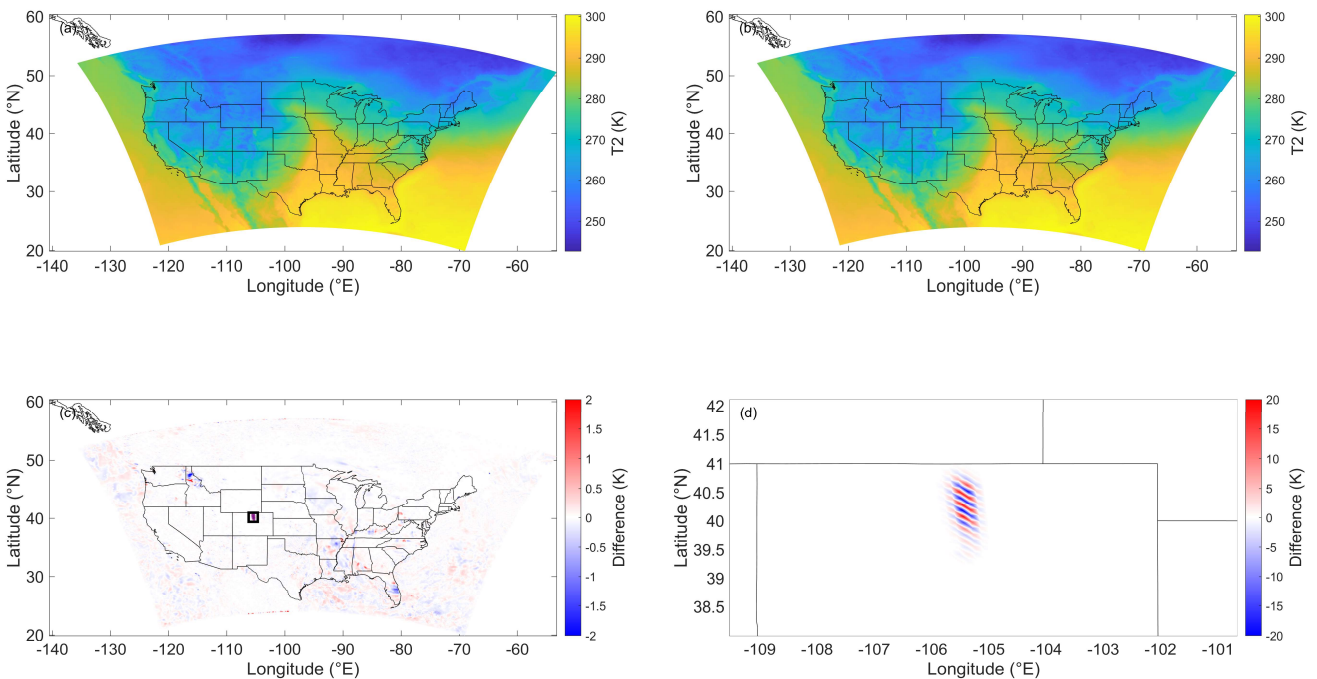 (a)
60
50
40
30
20
Latitude (°N)
-140 -130 -120 -110 -100 -90 -80 -70 -60
Longitude (°E)
300
290
280
270
260
250
T2 (K)
(b)
60
50
40
30
20
Latitude (°N)
-140 -130 -120 -110 -100 -90 -80 -70 -60
Longitude (°E)
300
290
280
270
260
250
T2 (K)
(c)
60
50
40
30
20
Latitude (°N)
-140 -130 -120 -110 -100 -90 -80 -70 -60
Longitude (°E)
2
1.5
1
0.5
0
-0.5
-1
-1.5
-2
Difference (K)
(d)
42
41.5
41
40.5
40
39.5
39
38.5
Latitude (°N)
-109 -108 -107 -106 -105 -104 -103 -102 -101
Longitude (°E)
20
15
10
5
0
-5
-10
-15
-20
Difference (K)